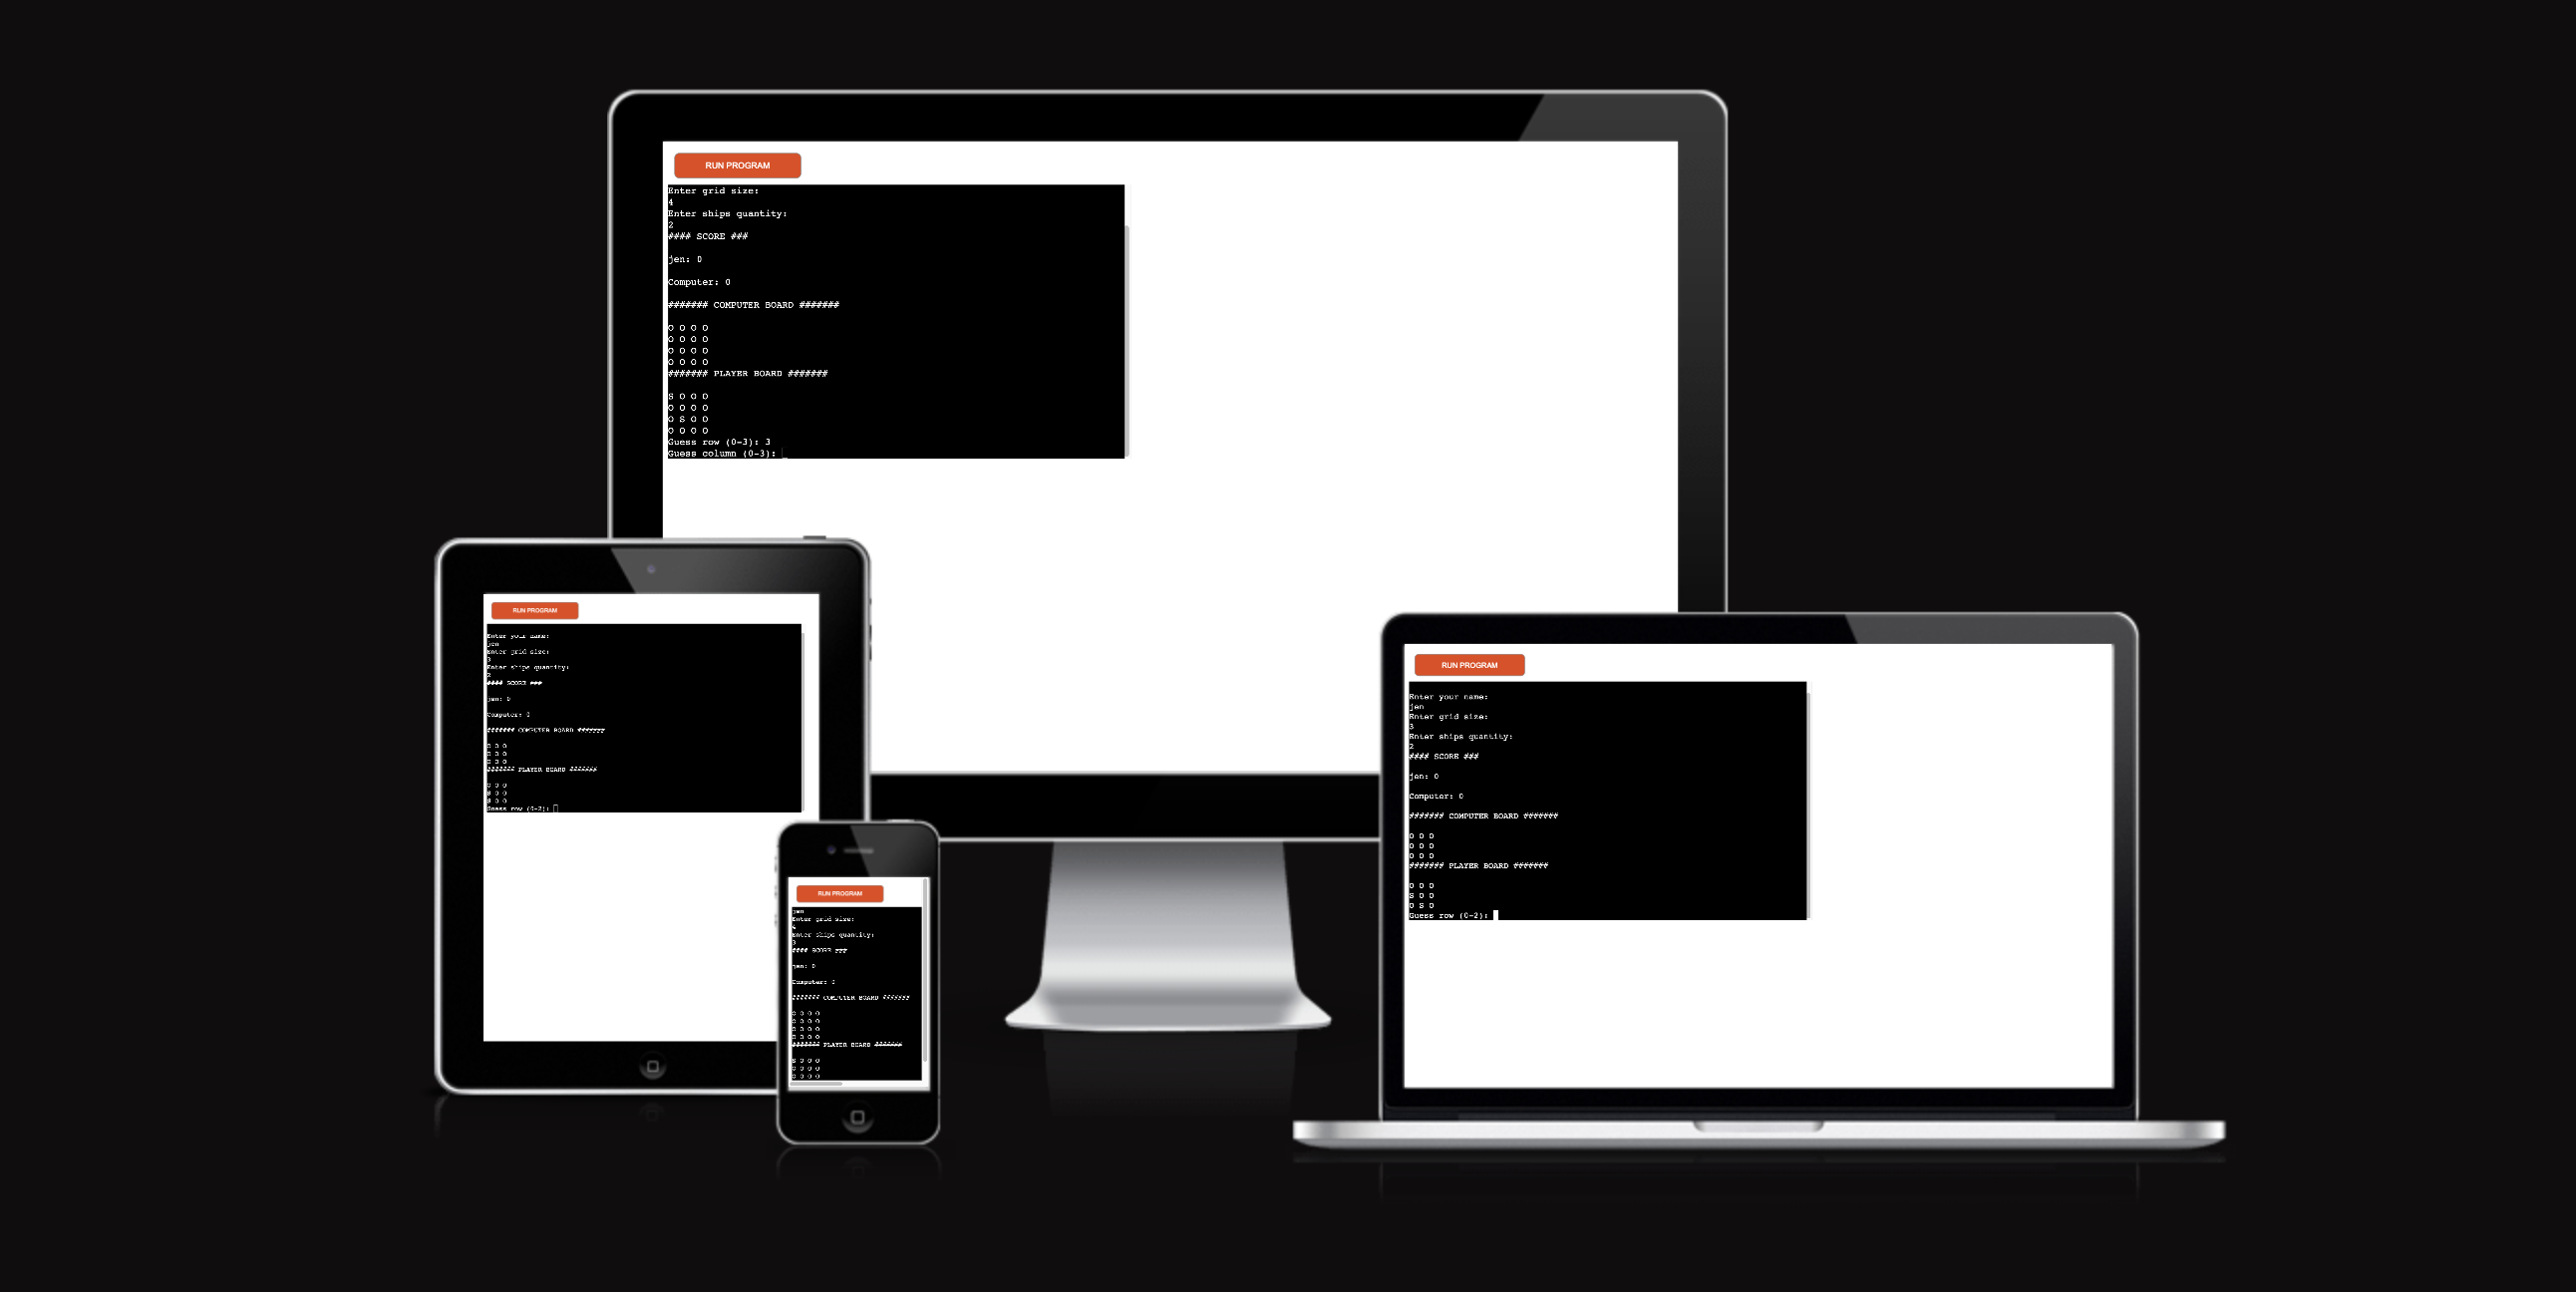 RUN PROGRAM
Enter grid size:
4
Enter ships quantity:
2
#### SCORE ###
jen: 0
Computer: 0
####### COMPUTER BOARD #######
O O O O
O O O O
O O O O
O O O O
####### PLAYER BOARD #######
S O O O
O O O O
O S O O
O O O O
Guess row (0-3): 3
Guess column (0-3):
RUN PROGRAM
Enter your name:
jen
Enter grid size:
3
Enter ships quantity:
2
#### SCORE ###
jen: 0
Computer: 0
####### COMPUTER BOARD #######
O O O
O O O
O O O
####### PLAYER BOARD #######
O O O
S O O
S O O
Guess row (0-2):
RUN PROGRAM
jen
Enter grid size:
4
Enter ships quantity:
3
#### SCORE ###
jen: 0
Computer: 0
####### COMPUTER BOARD #######
O O O O
O O O O
O O O O
O O O O
####### PLAYER BOARD #######
S O O O
O O O O
O O O O
RUN PROGRAM
Enter your name:
jen
Enter grid size:
3
Enter ships quantity:
2
#### SCORE ###
jen: 0
Computer: 0
####### COMPUTER BOARD #######
O O O
O O O
O O O
####### PLAYER BOARD #######
O O O
S O O
O S O
Guess row (0-2):